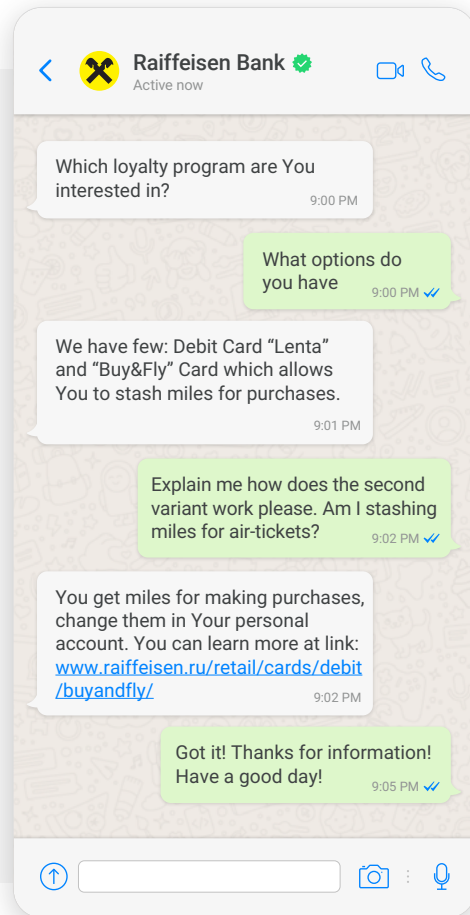 Raiffeisen Bank
Active now
Which loyalty program are You
interested in?
9:00 PM
What options do
you have
9:00 PM
We have few: Debit Card “Lenta”
and “Buy&Fly” Card which allows
You to stash miles for purchases.
9:01 PM
Explain me how does the second
variant work please. Am I stashing
miles for air-tickets?
9:02 PM
You get miles for making purchases,
change them in Your personal
account. You can learn more at link:
www.raiffeisen.ru/retail/cards/debit
/buyandfly/
9:02 PM
Got it! Thanks for information!
Have a good day!
9:05 PM